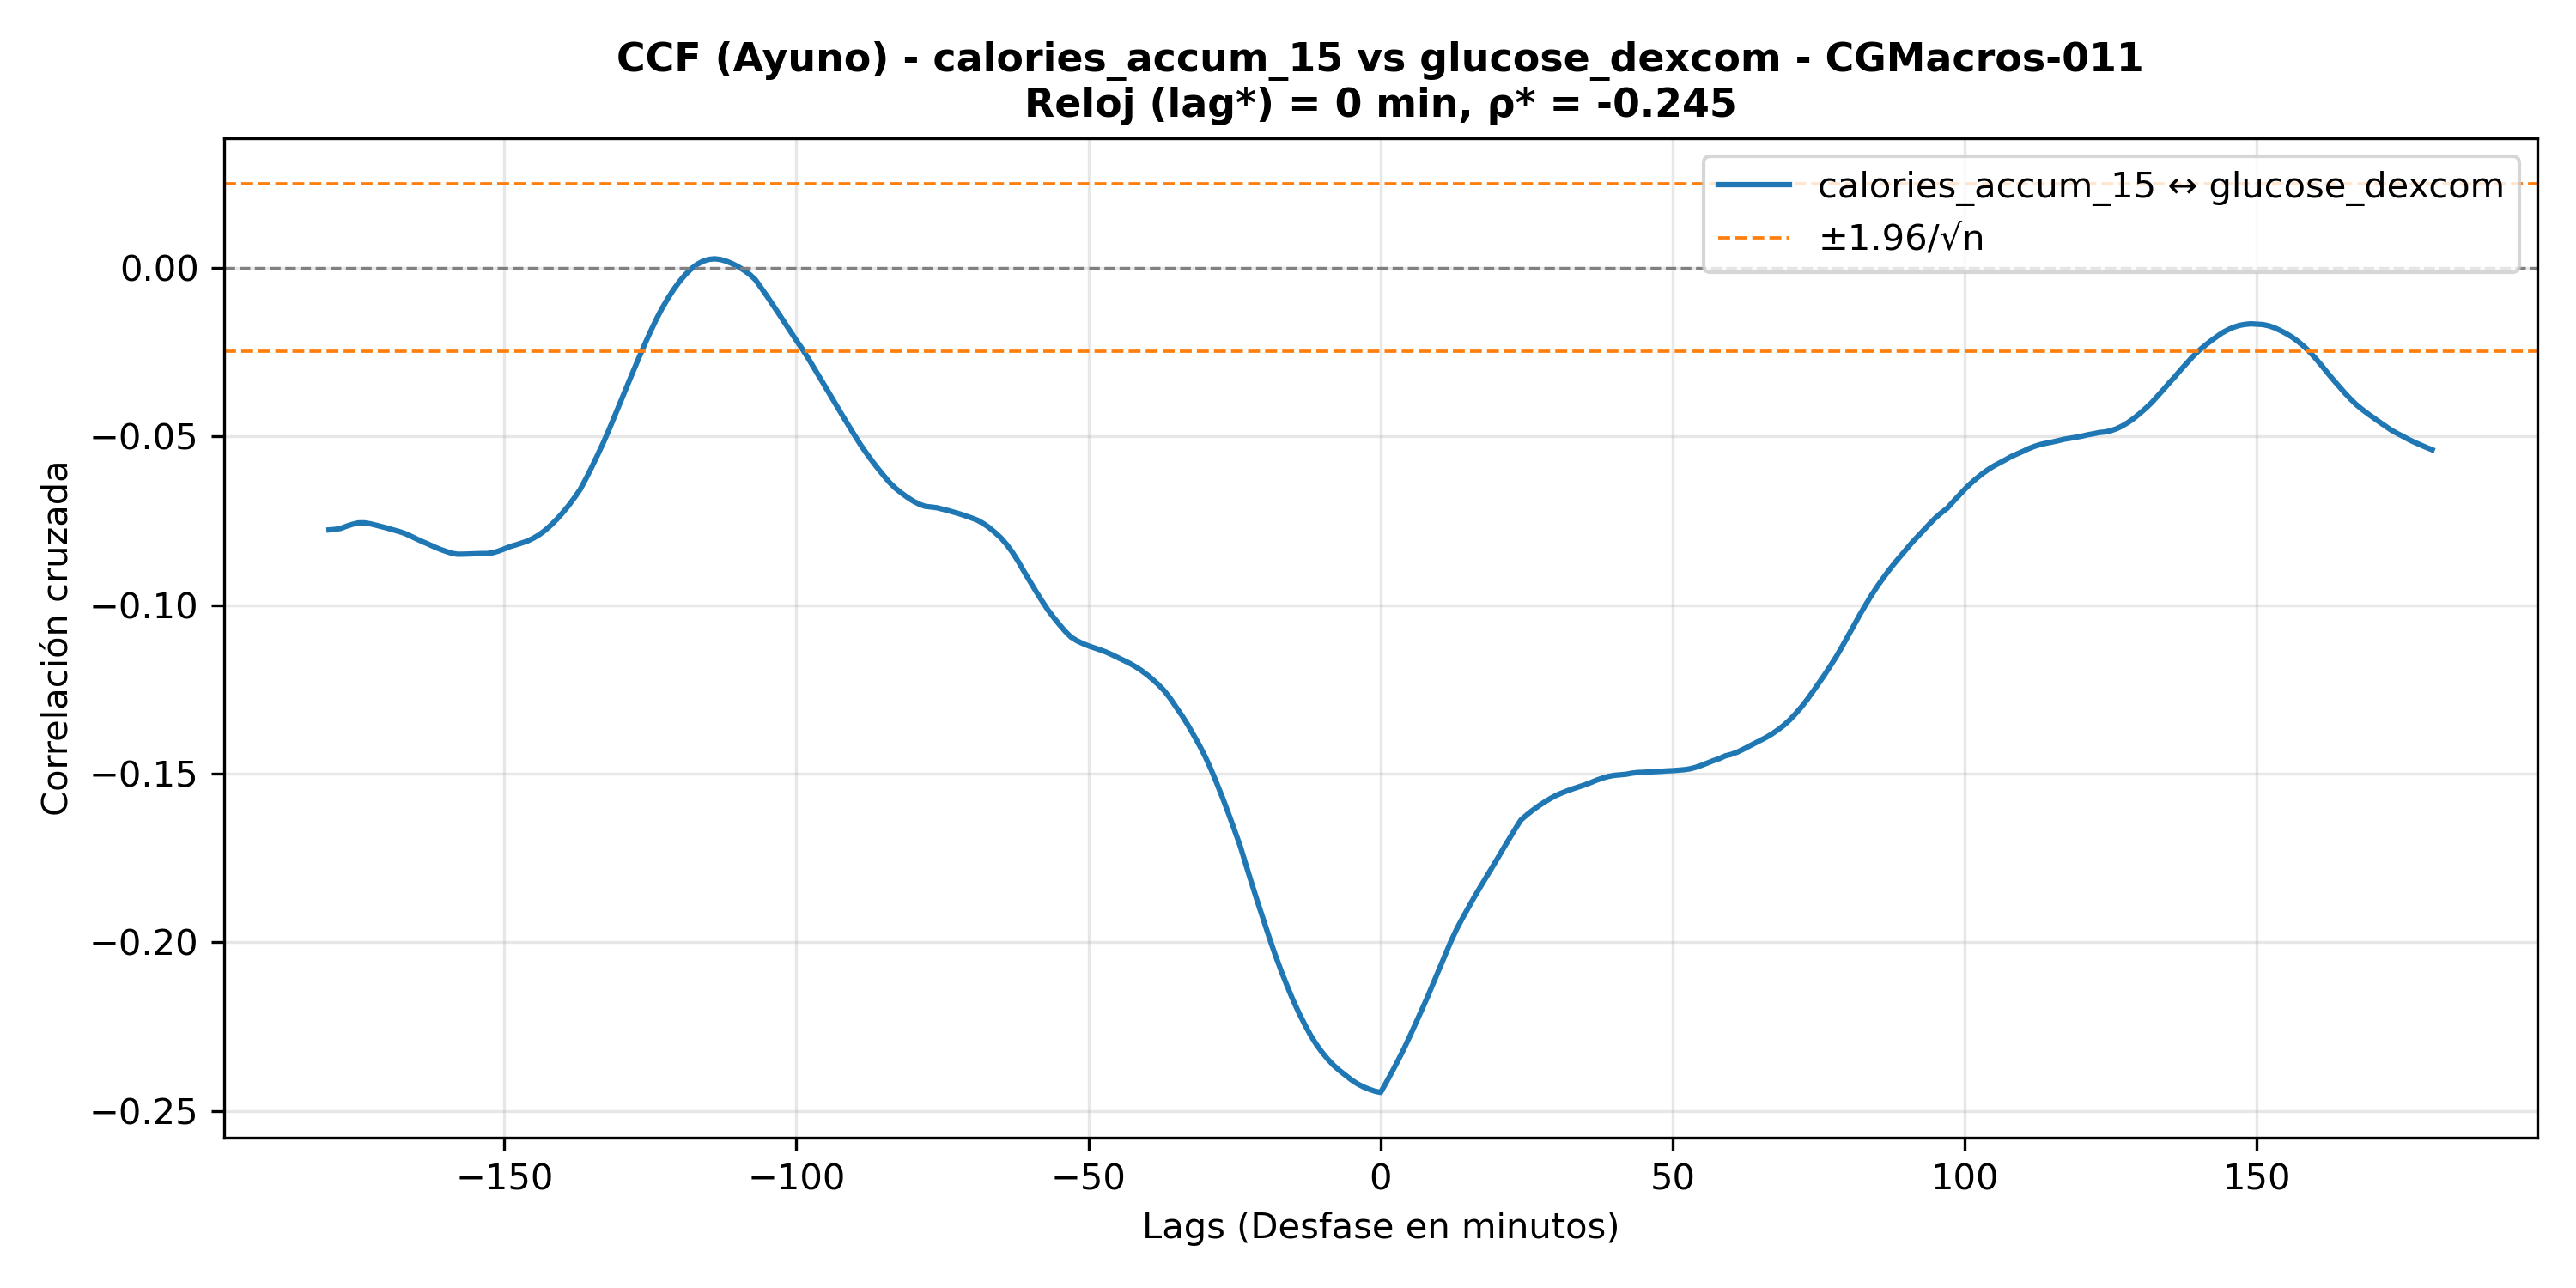 CCF (Ayuno) - calories_accum_15 vs glucose_dexcom - CGMacros-011
Reloj (lag*) = 0 min, ρ* = -0.245
calories_accum_15 ↔ glucose_dexcom
±1.96/√n
Correlación cruzada
0.00
−0.05
−0.10
−0.15
−0.20
−0.25
−150
−100
−50
0
50
100
150
Lags (Desfase en minutos)